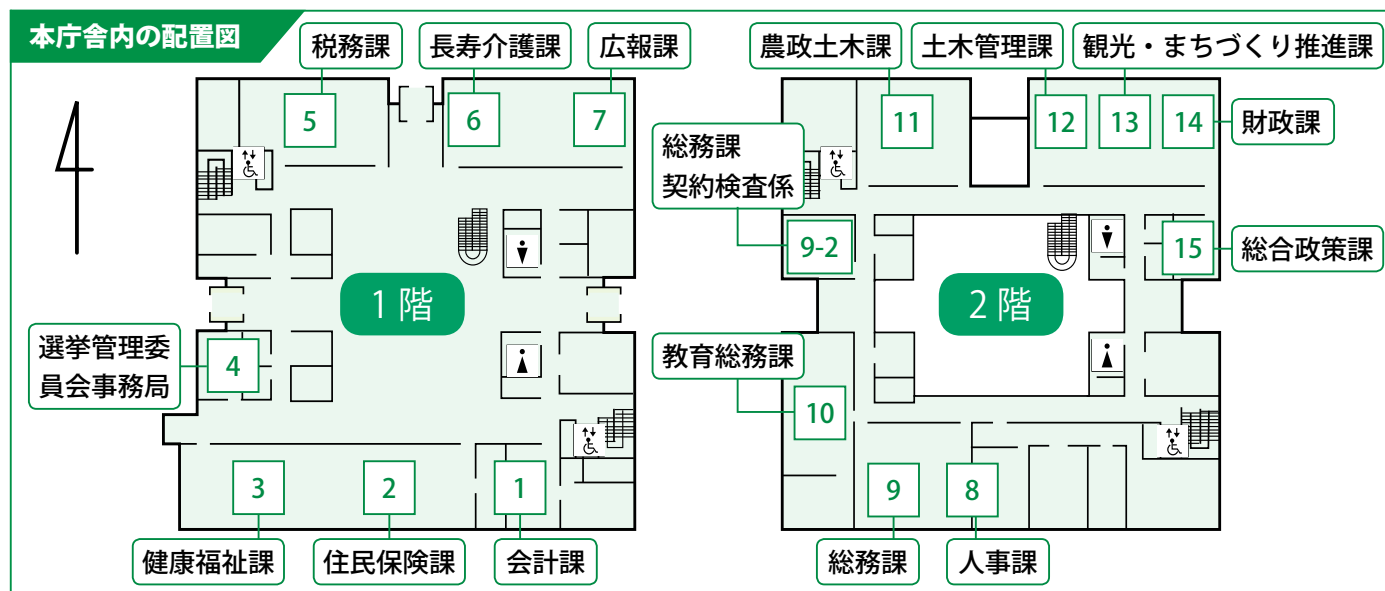 本庁舎内の配置図
税務課
長寿介護課
広報課
5
6
7
1階
選挙管理委
員会事務局
4
3
2
1
健康福祉課
住民保険課
会計課
農政土木課
土木管理課
観光・まちづくり推進課
11
12
13
14
財政課
総務課
契約検査係
9-2
15
総合政策課
2階
教育総務課
10
9
8
総務課
人事課